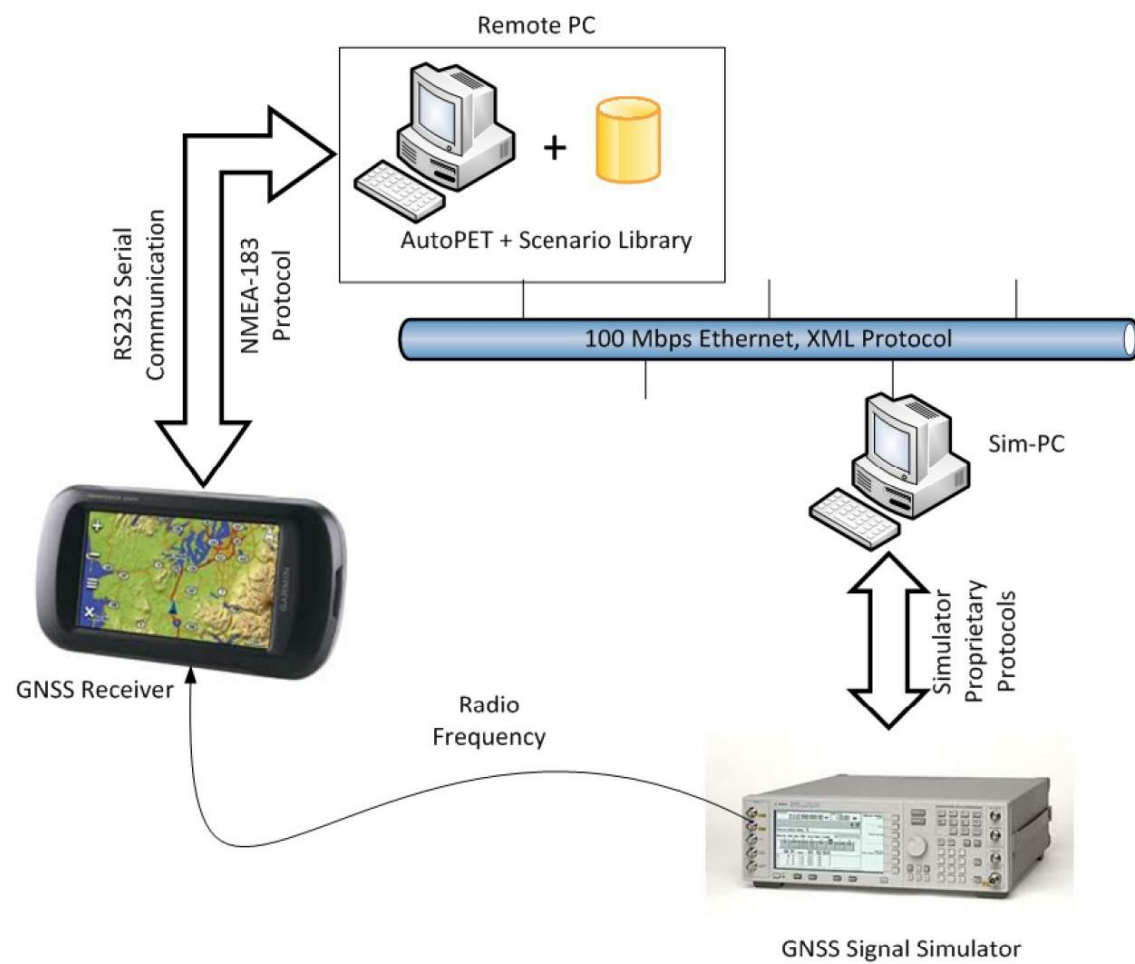 Remote PC
+
AutoPET + Scenario Library
RS232 Serial
Communication
NMEA-183
Protocol
100 Mbps Ethernet, XML Protocol
Sim-PC
Simulator
Proprietary
Protocols
GARMIN
GNSS Receiver
Radio
Frequency
GNSS Signal Simulator